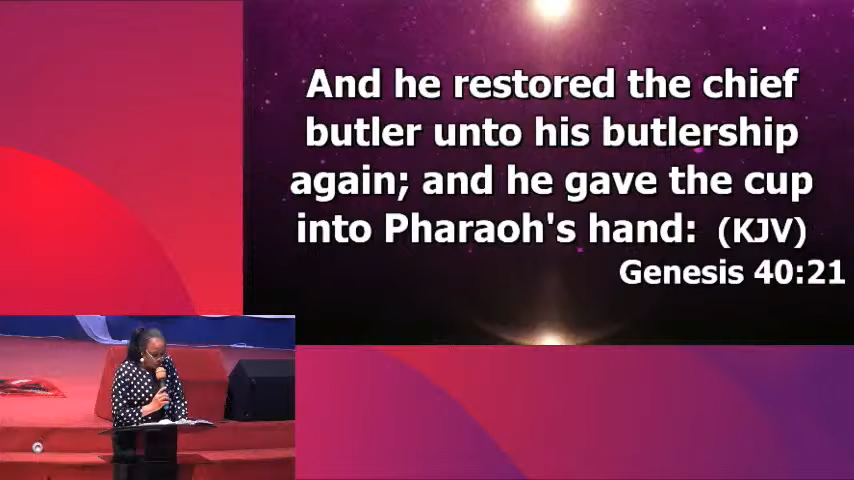 And he restored the chief
butler unto his butlership
again; and he gave the cup
into Pharaoh's hand: (KJV)
Genesis 40:21